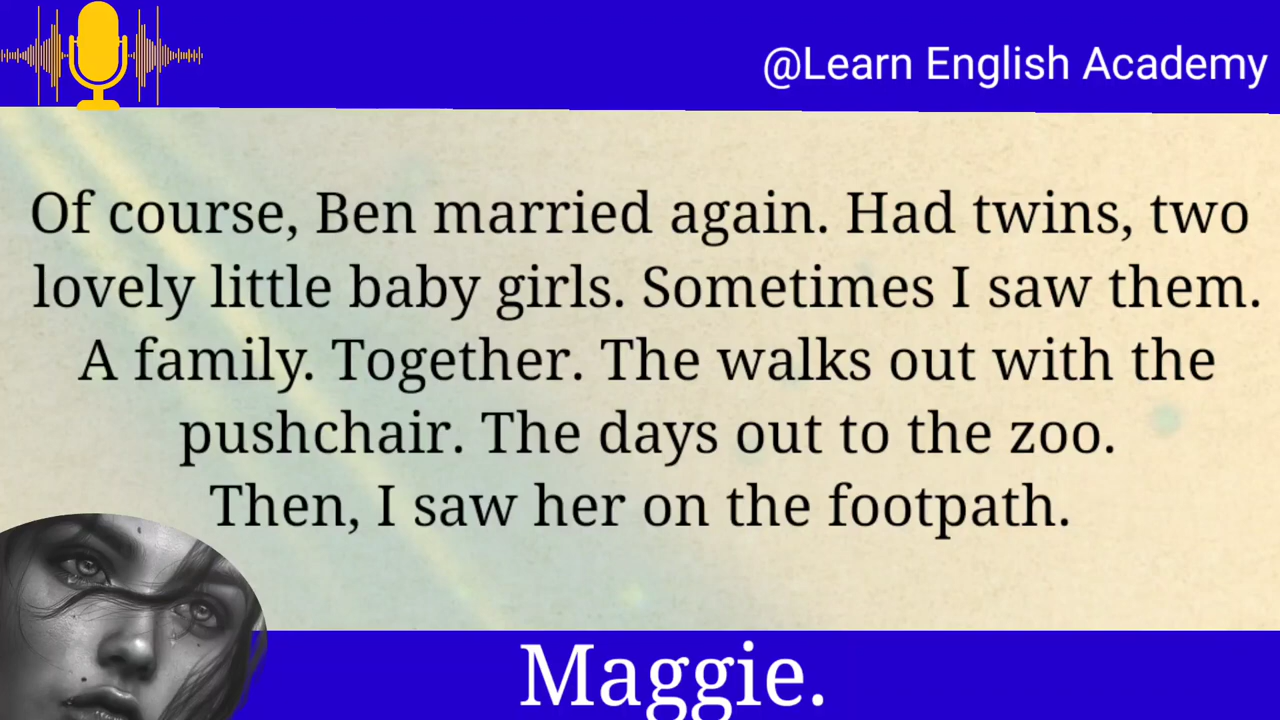 @Learn English Academy
Of course, Ben married again. Had twins, two
lovely little baby girls. Sometimes I saw them.
A family. Together. The walks out with the
pushchair. The days out to the zoo.
Then, I saw her on the footpath.
Maggie.